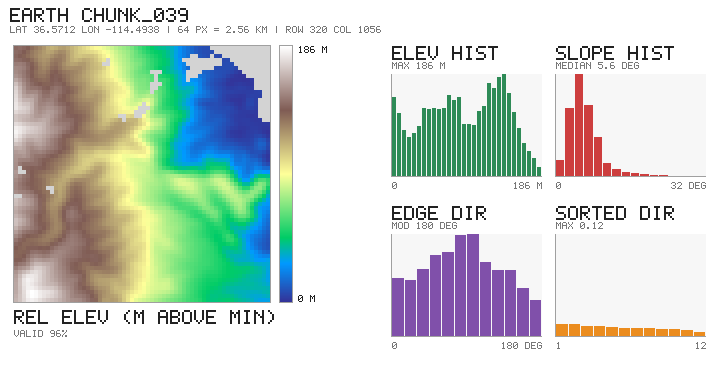 EARTH CHUNK_039
LAT 36.5712 LON -114.4938 | 64 PX = 2.56 KM | ROW 320 COL 1056
186 M
0 M
REL ELEV (M ABOVE MIN)
VALID 96%
ELEV HIST
MAX 186 M
0 186 M
SLOPE HIST
MEDIAN 5.6 DEG
0 32 DEG
EDGE DIR
MOD 180 DEG
0 180 DEG
SORTED DIR
MAX 0.12
1 12